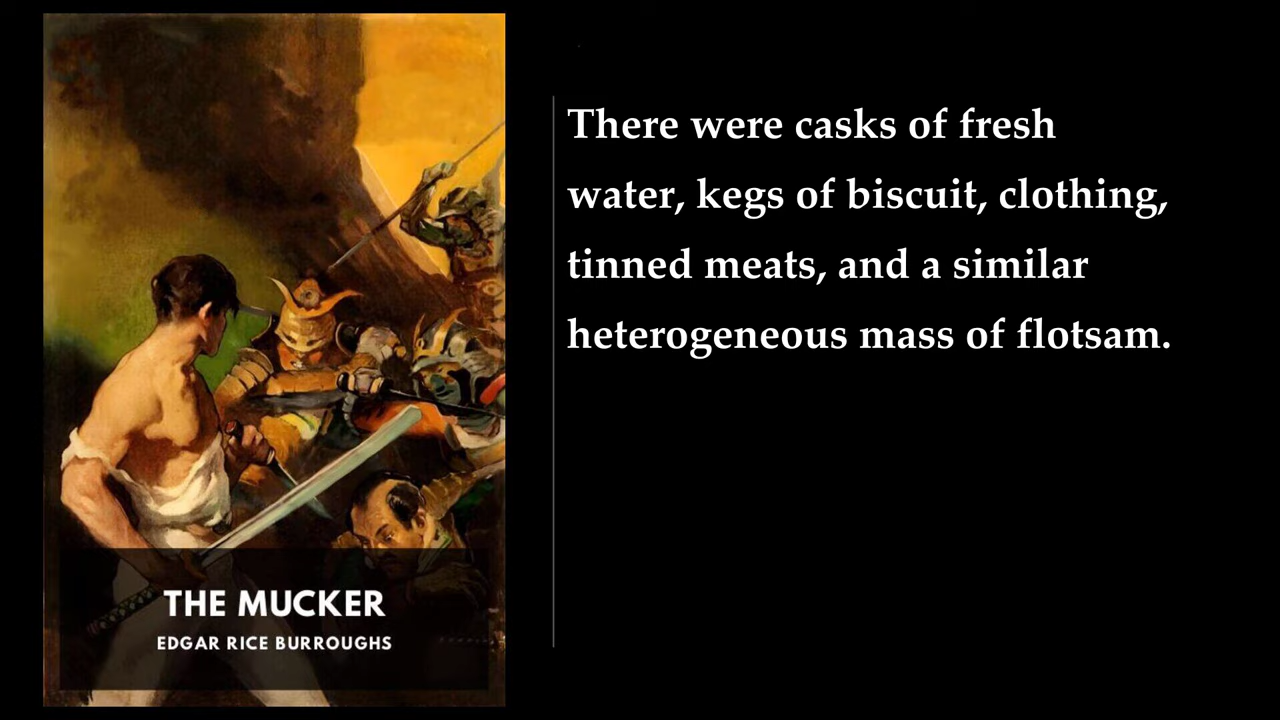 There were casks of fresh
water, kegs of biscuit, clothing,
tinned meats, and a similar
heterogeneous mass of flotsam.
THE MUCKER
EDGAR RICE BURROUGHS